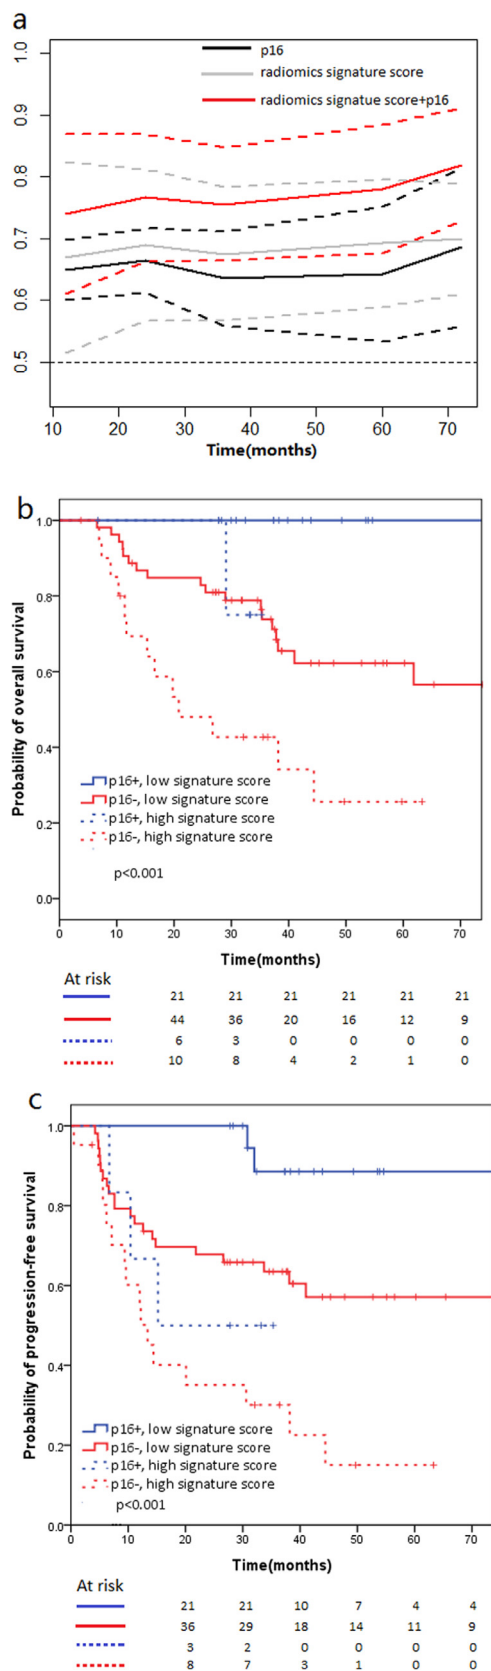 a
1.0
0.9
0.8
0.7
0.6
0.5
p16
radiomics signature score
radiomics signatue score+p16
10 20 30 40 50 60 70
Time(months)
b
Probability of overall survival
1.0
0.8
0.6
0.4
0.2
0.0
p16+, low signature score
p16-, low signature score
p16+, high signature score
p16-, high signature score
p<0.001
0 10 20 30 40 50 60 70
Time(months)
At risk
21 21 21 21 21 21
44 36 20 16 12 9
6 3 0 0 0 0
10 8 4 2 1 0
c
Probability of progression-free survival
1.0
0.8
0.6
0.4
0.2
0.0
p16+, low signature score
p16-, low signature score
p16+, high signature score
p16-, high signature score
p<0.001
0 10 20 30 40 50 60 70
Time(months)
At risk
21 21 10 7 4 4
36 29 18 14 11 9
3 2 0 0 0 0
8 7 3 1 0 0